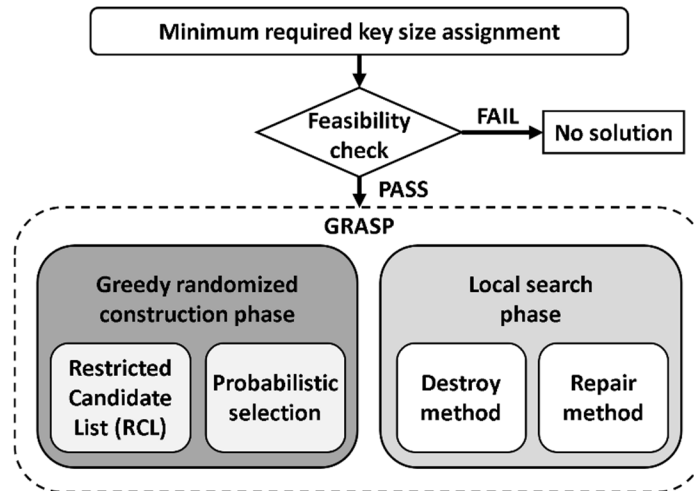 Minimum required key size assignment
Feasibility
check
FAIL
No solution
PASS
GRASP
Greedy randomized
construction phase
Restricted
Candidate
List (RCL)
Probabilistic
selection
Local search
phase
Destroy
method
Repair
method